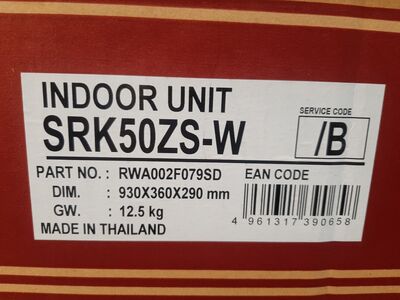 INDOOR UNIT
SERVICE CODE
SRK50ZS-W
/B
PART NO. : RWA002F079SD
EAN CODE
DIM. : 930X360X290 mm
GW. : 12.5 kg
4 961317 390658
MADE IN THAILAND